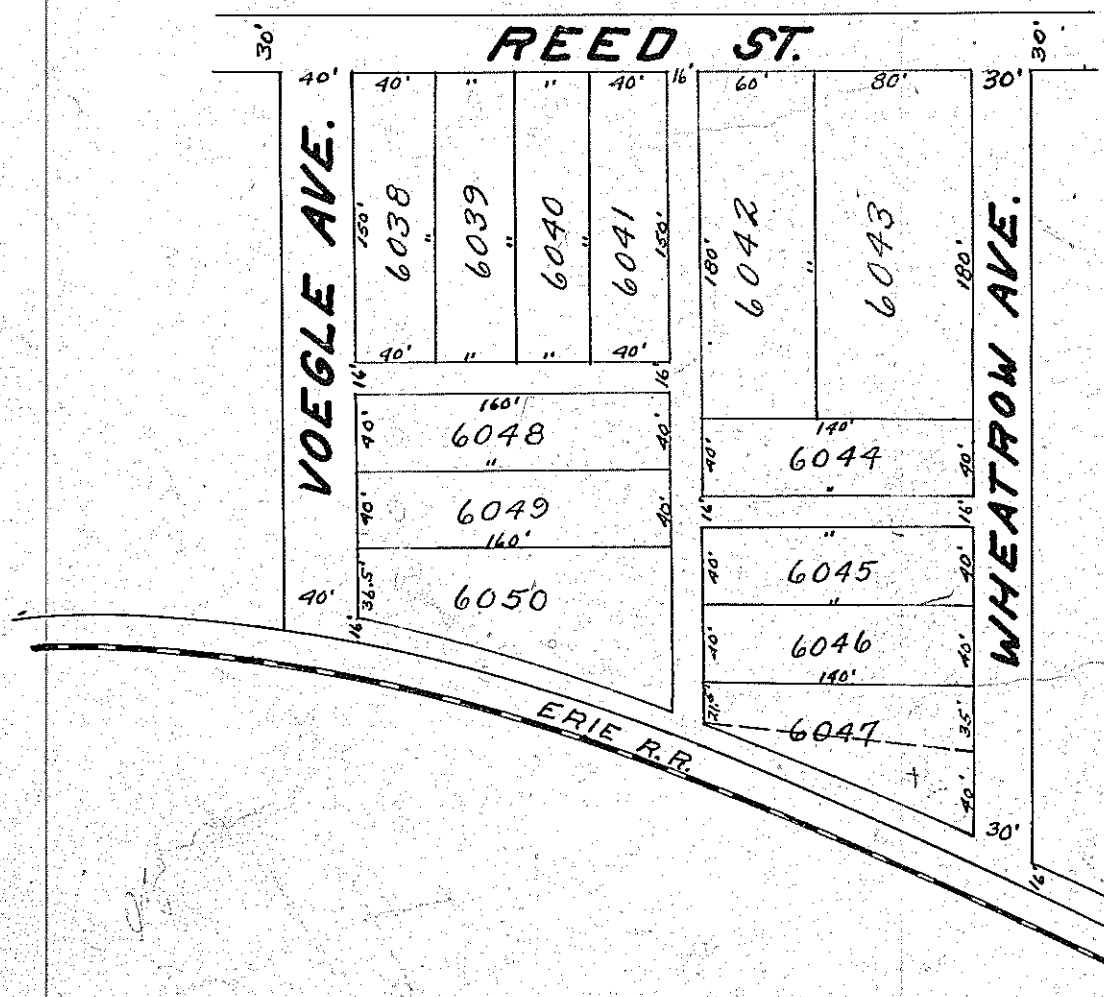 REED ST.
30' 30'
40' 40' " " 40' 16' 60' 80' 30'
VOEGLE AVE.
WHEATROW AVE.
150' 6038 " 6039 " 6040 " 6041 150'
180' 6042 " 6043 180'
40' " " 40'
16' 16'
160'
40' 6048 40'
"
40' 6049 40'
160'
36.5' 6050
40'
16'
140'
40' 6044 40'
"
16' 16'
"
40' 6045 40'
"
40' 6046 40'
140'
21.5' 6047 35'
40'
30'
16'
ERIE R.R.